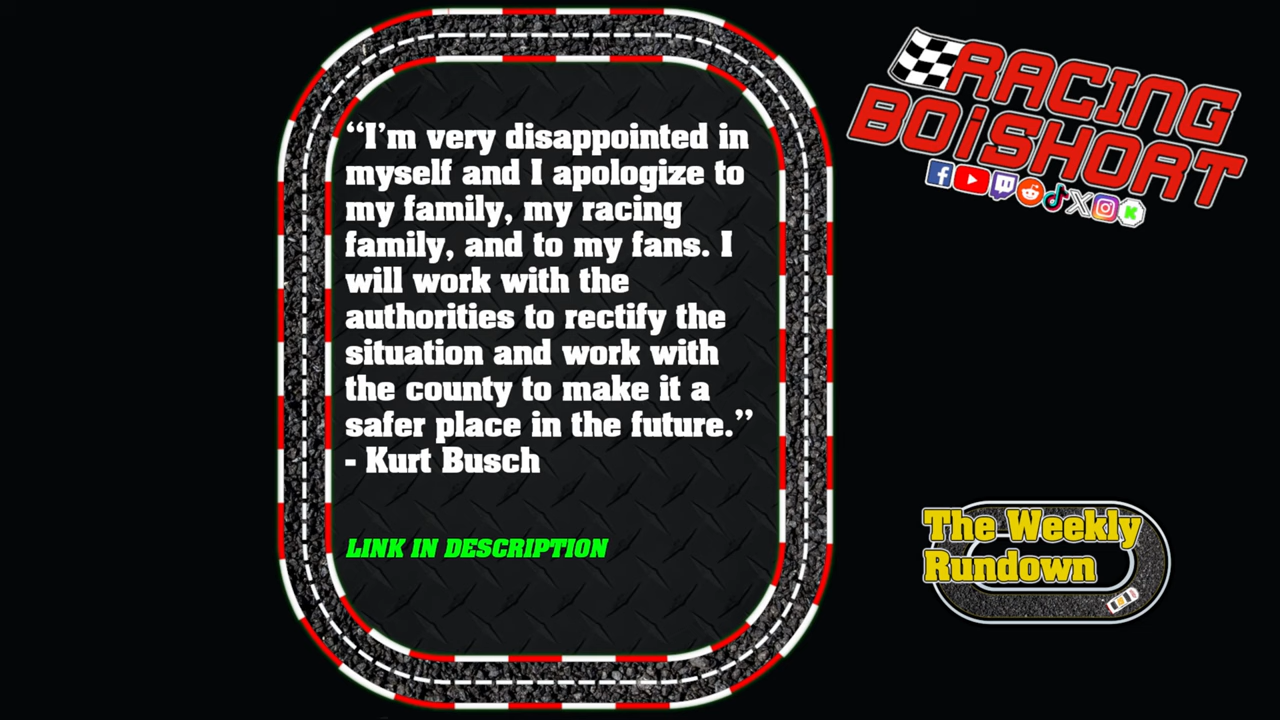 “I’m very disappointed in
myself and I apologize to
my family, my racing
family, and to my fans. I
will work with the
authorities to rectify the
situation and work with
the county to make it a
safer place in the future.”
- Kurt Busch
LINK IN DESCRIPTION
RACING
BOiSHORT
The Weekly
Rundown